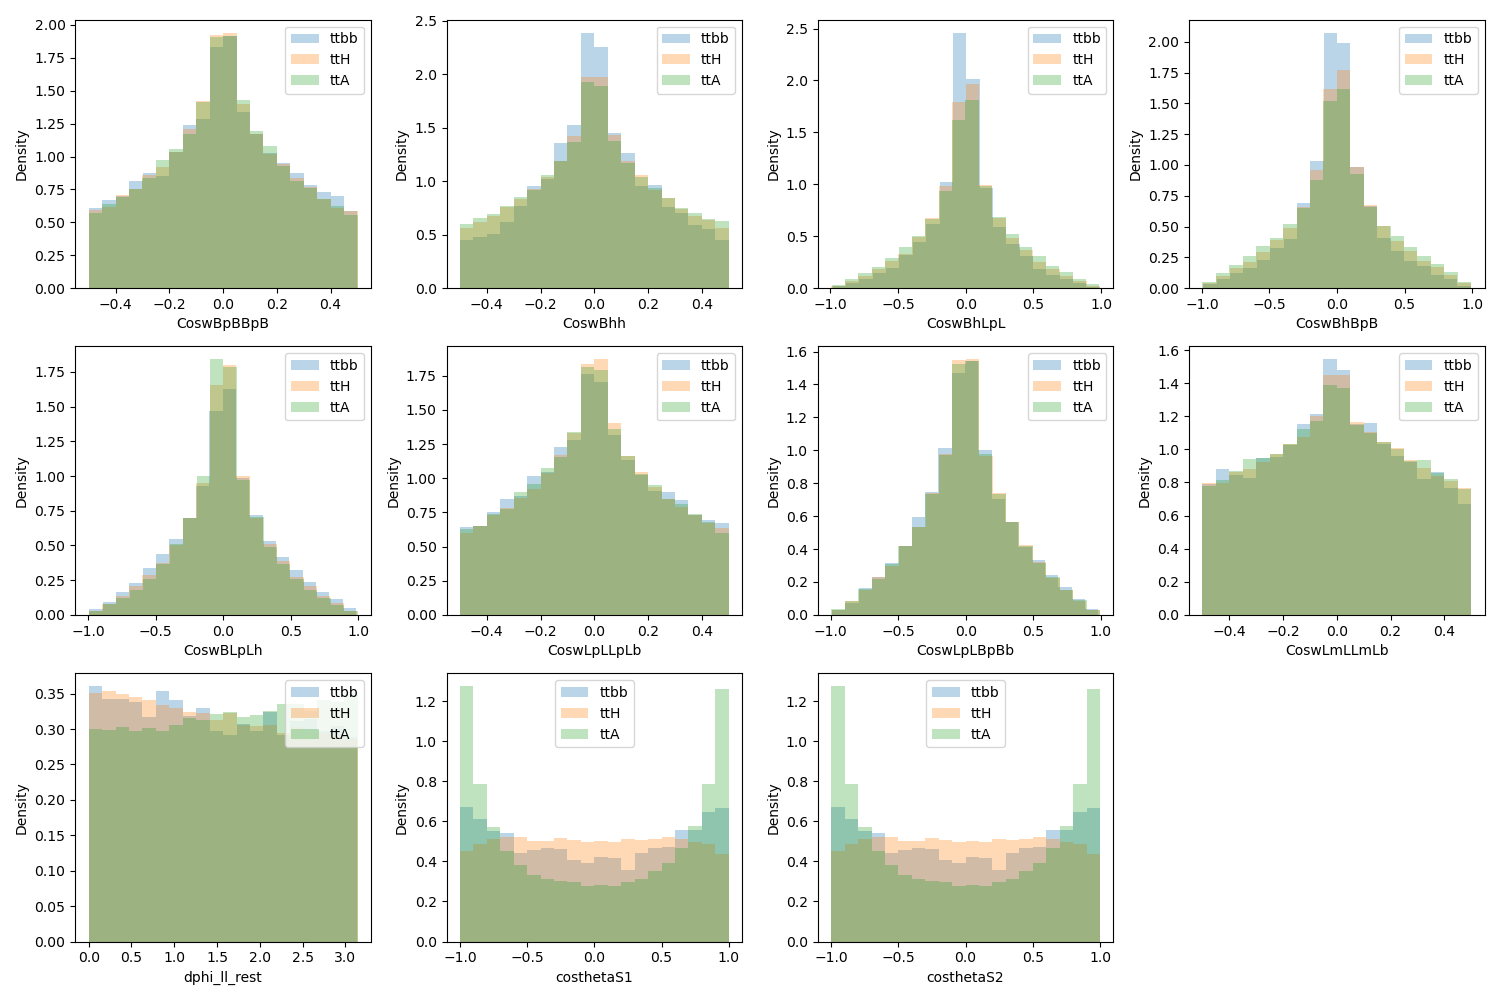 2.00
1.75
1.50
1.25
1.00
0.75
0.50
0.25
0.00
Density
−0.4 −0.2 0.0 0.2 0.4
CoswBpBBpB
ttbb
ttH
ttA
2.5
2.0
1.5
1.0
0.5
0.0
Density
−0.4 −0.2 0.0 0.2 0.4
CoswBhh
ttbb
ttH
ttA
2.5
2.0
1.5
1.0
0.5
0.0
Density
−1.0 −0.5 0.0 0.5 1.0
CoswBhLpL
ttbb
ttH
ttA
2.00
1.75
1.50
1.25
1.00
0.75
0.50
0.25
0.00
Density
−1.0 −0.5 0.0 0.5 1.0
CoswBhBpB
ttbb
ttH
ttA
1.75
1.50
1.25
1.00
0.75
0.50
0.25
0.00
Density
−1.0 −0.5 0.0 0.5 1.0
CoswBLpLh
ttbb
ttH
ttA
1.75
1.50
1.25
1.00
0.75
0.50
0.25
0.00
Density
−0.4 −0.2 0.0 0.2 0.4
CoswLpLLpLb
ttbb
ttH
ttA
1.6
1.4
1.2
1.0
0.8
0.6
0.4
0.2
0.0
Density
−1.0 −0.5 0.0 0.5 1.0
CoswLpLBpBb
ttbb
ttH
ttA
1.6
1.4
1.2
1.0
0.8
0.6
0.4
0.2
0.0
Density
−0.4 −0.2 0.0 0.2 0.4
CoswLmLLmLb
ttbb
ttH
ttA
0.35
0.30
0.25
0.20
0.15
0.10
0.05
0.00
Density
0.0 0.5 1.0 1.5 2.0 2.5 3.0
dphi_ll_rest
ttbb
ttH
ttA
1.2
1.0
0.8
0.6
0.4
0.2
0.0
Density
−1.0 −0.5 0.0 0.5 1.0
costhetaS1
ttbb
ttH
ttA
1.2
1.0
0.8
0.6
0.4
0.2
0.0
Density
−1.0 −0.5 0.0 0.5 1.0
costhetaS2
ttbb
ttH
ttA